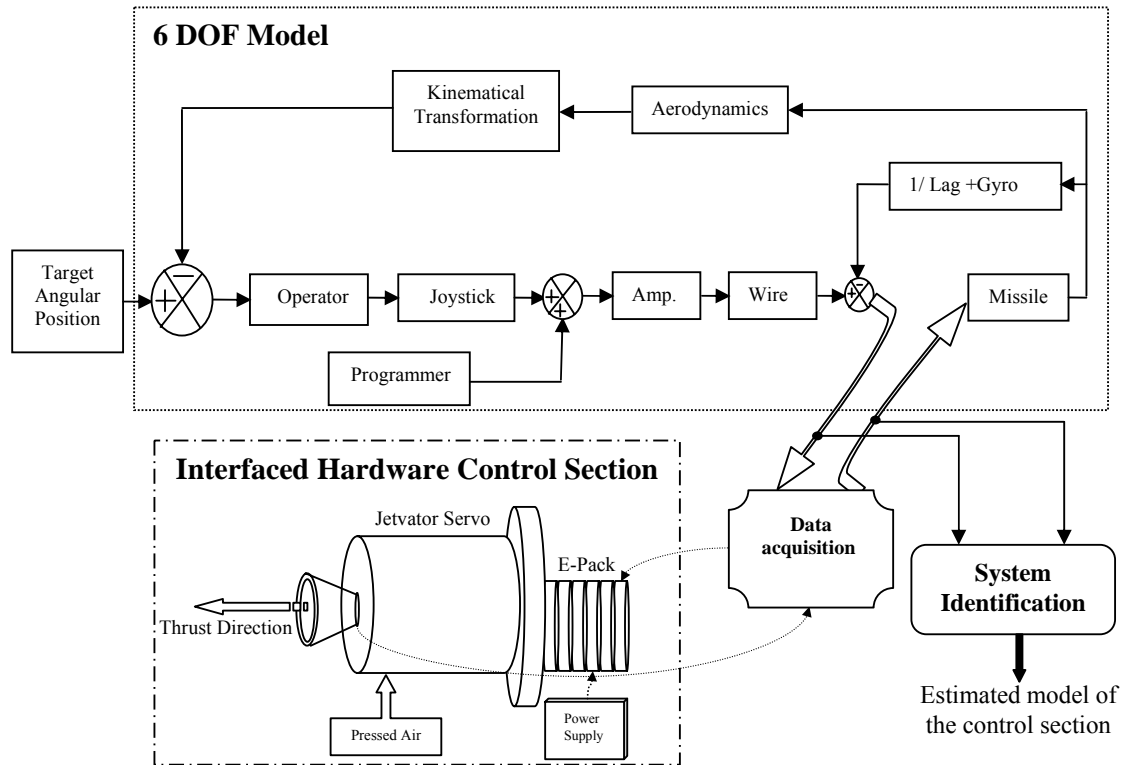 6 DOF Model
Kinematical
Transformation
Aerodynamics
1/ Lag +Gyro
Target
Angular
Position
−
+
Operator
Joystick
+
+
Amp.
Wire
+
-
Missile
Programmer
Interfaced Hardware Control Section
Jetvator Servo
E-Pack
Thrust Direction
Pressed Air
Power
Supply
Data
acquisition
System
Identification
Estimated model of
the control section